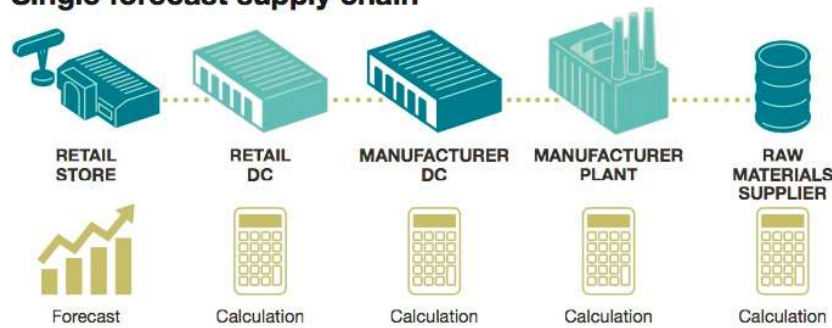 Single forecast supply chain
RETAIL
STORE
RETAIL
DC
MANUFACTURER
DC
MANUFACTURER
PLANT
RAW
MATERIALS
SUPPLIER
Forecast
Calculation
Calculation
Calculation
Calculation